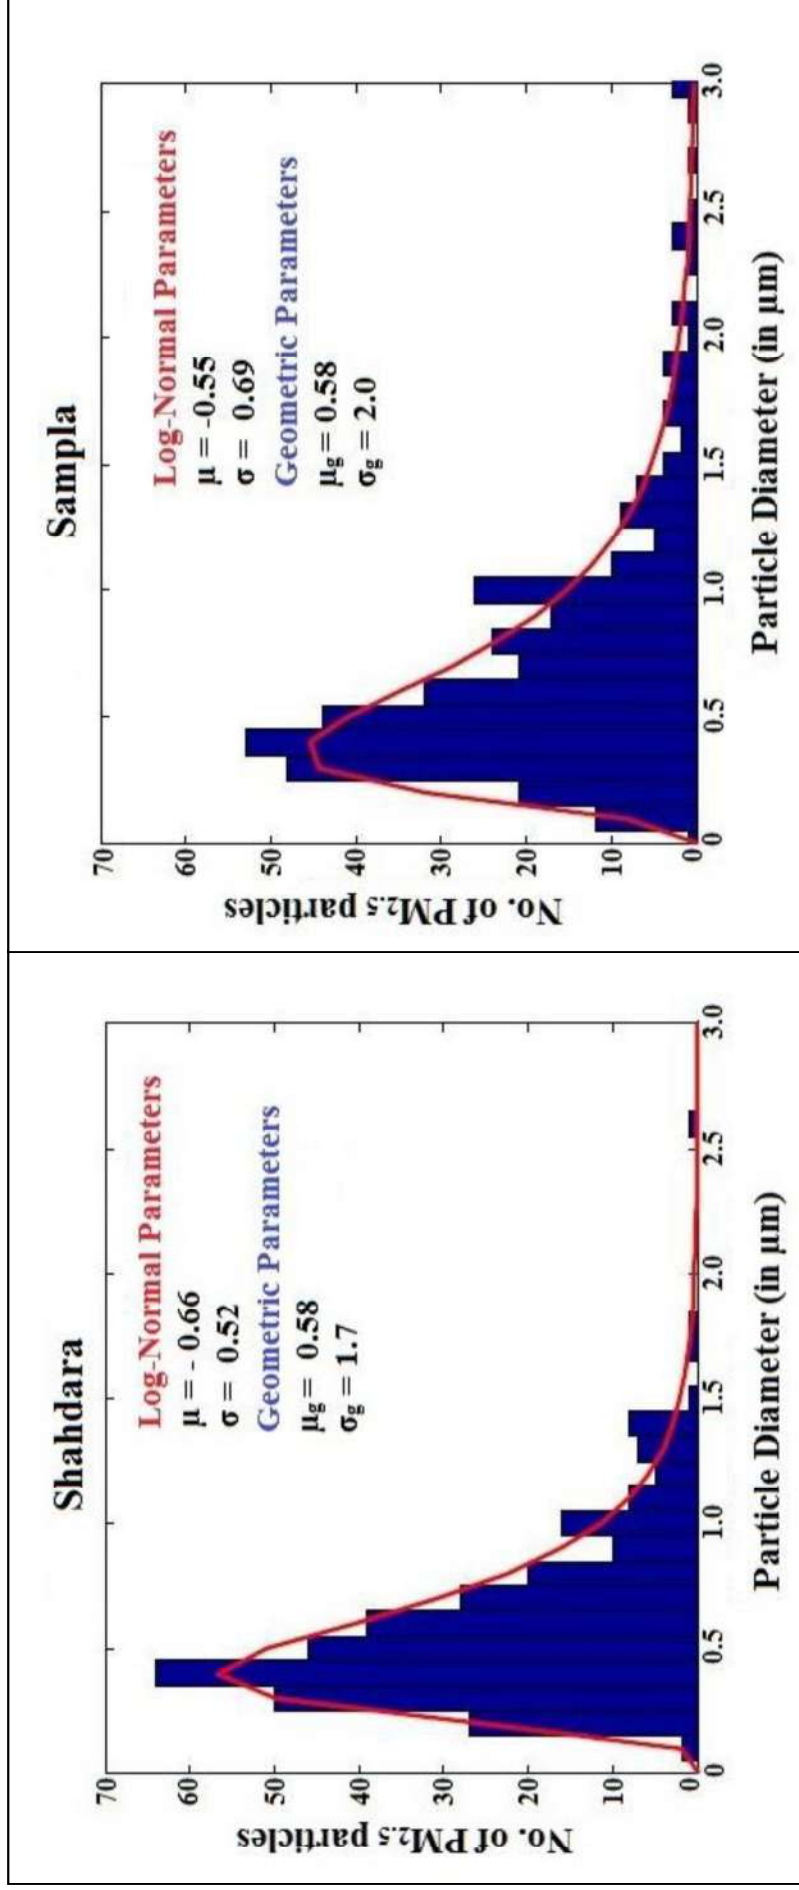 Shahdara
70
60
50
40
30
20
10
0
No. of PM2.5 particles
Log-Normal Parameters
μ = - 0.66
σ = 0.52
Geometric Parameters
μg = 0.58
σg = 1.7
0 0.5 1.0 1.5 2.0 2.5 3.0
Particle Diameter (in μm)
Sampla
70
60
50
40
30
20
10
0
No. of PM2.5 particles
Log-Normal Parameters
μ = -0.55
σ = 0.69
Geometric Parameters
μg = 0.58
σg = 2.0
0 0.5 1.0 1.5 2.0 2.5 3.0
Particle Diameter (in μm)